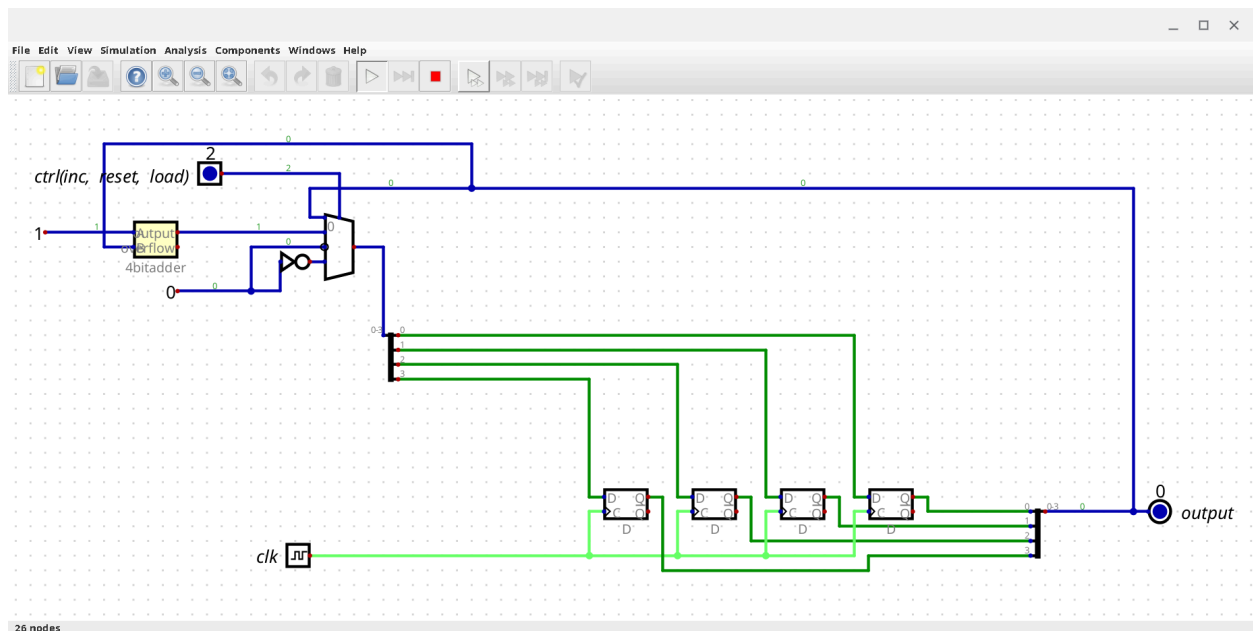 File Edit View Simulation Analysis Components Windows Help
0
2
2
ctrl(inc, reset, load)
0
0
1
1
1
0
0
4bitadder
0
0
0-3
0
1
2
3
D Q
C Q
D
D Q
C Q
D
D Q
C Q
D
D Q
C Q
D
0
0
1
2
3
0-3
0
output
clk
26 nodes